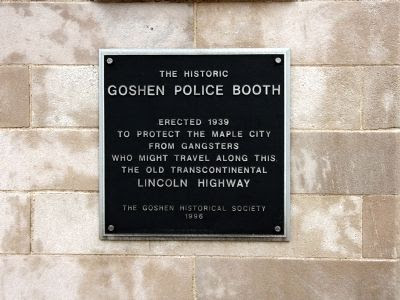 THE HISTORIC
GOSHEN POLICE BOOTH
ERECTED 1939
TO PROTECT THE MAPLE CITY
FROM GANGSTERS
WHO MIGHT TRAVEL ALONG THIS
THE OLD TRANSCONTINENTAL
LINCOLN HIGHWAY
THE GOSHEN HISTORICAL SOCIETY
1996